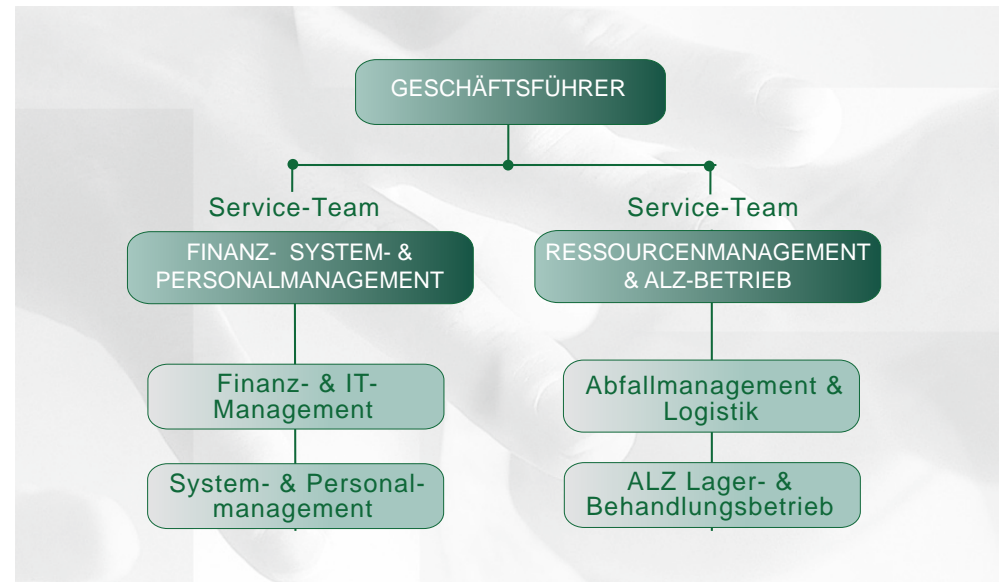 GESCHÄFTSFÜHRER
Service-Team
FINANZ- SYSTEM- &
PERSONALMANAGEMENT
Finanz- & IT-
Management
System- & Personal-
management
Service-Team
RESSOURCENMANAGEMENT
& ALZ-BETRIEB
Abfallmanagement &
Logistik
ALZ Lager- &
Behandlungsbetrieb